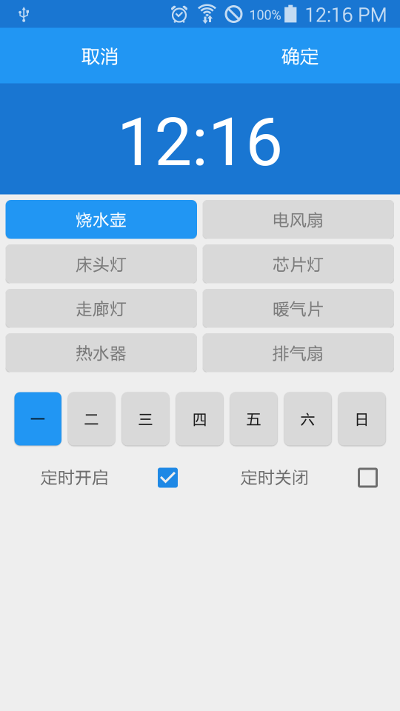 100% 12:16 PM
取消 确定
12:16
烧水壶 电风扇
床头灯 芯片灯
走廊灯 暖气片
热水器 排气扇
一 二 三 四 五 六 日
定时开启 定时关闭